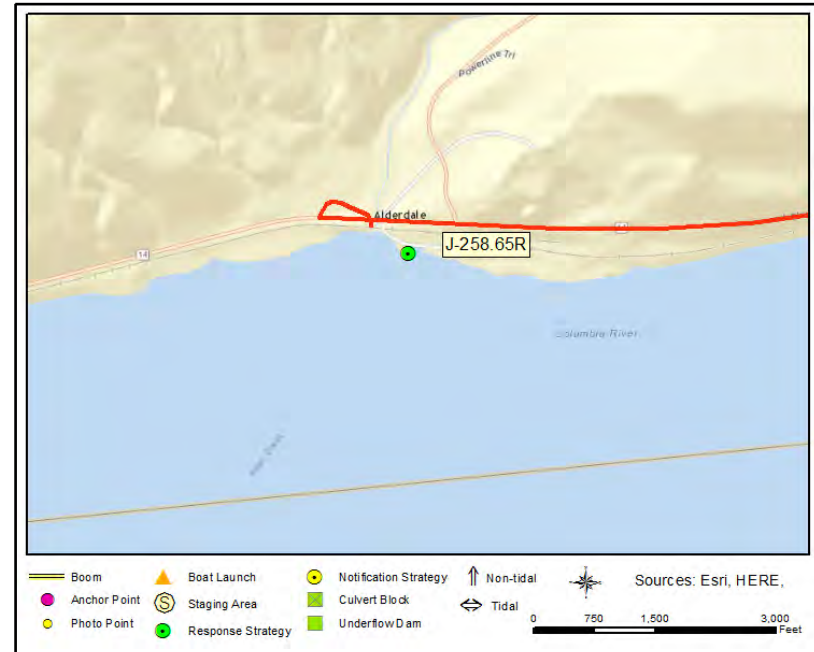 Powerline Trl
Alderdale
14
J-258.65R
14
Columbia River
Boom
Anchor Point
Photo Point
Boat Launch
S
Staging Area
Response Strategy
Notification Strategy
Culvert Block
Underflow Dam
Non-tidal
Tidal
Sources: Esri, HERE,
0 750 1,500 3,000
Feet